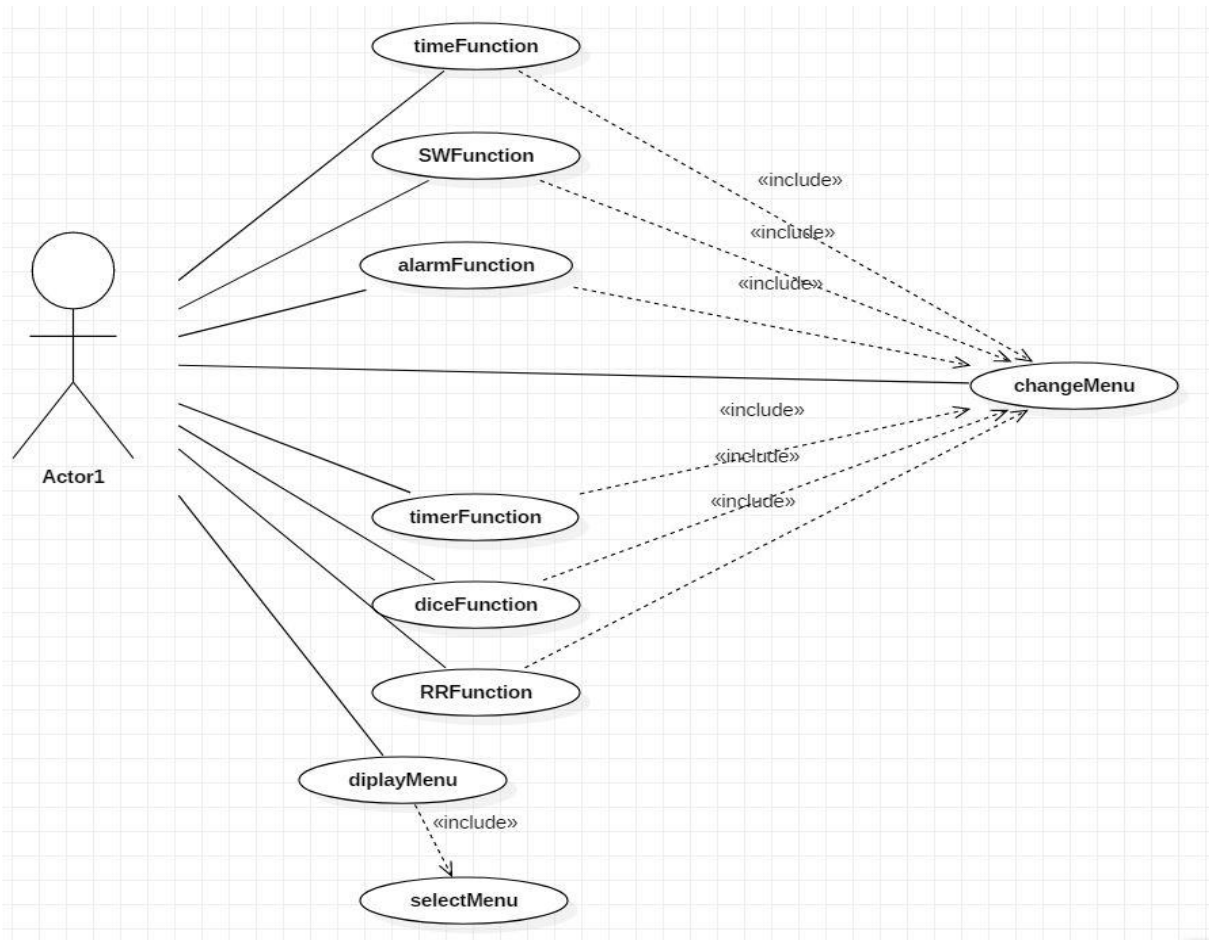 timeFunction
SWFunction
«include»
«include»
alarmFunction
«include»
changeMenu
«include»
«include»
Actor1
«include»
timerFunction
diceFunction
RRFunction
diplayMenu
«include»
selectMenu